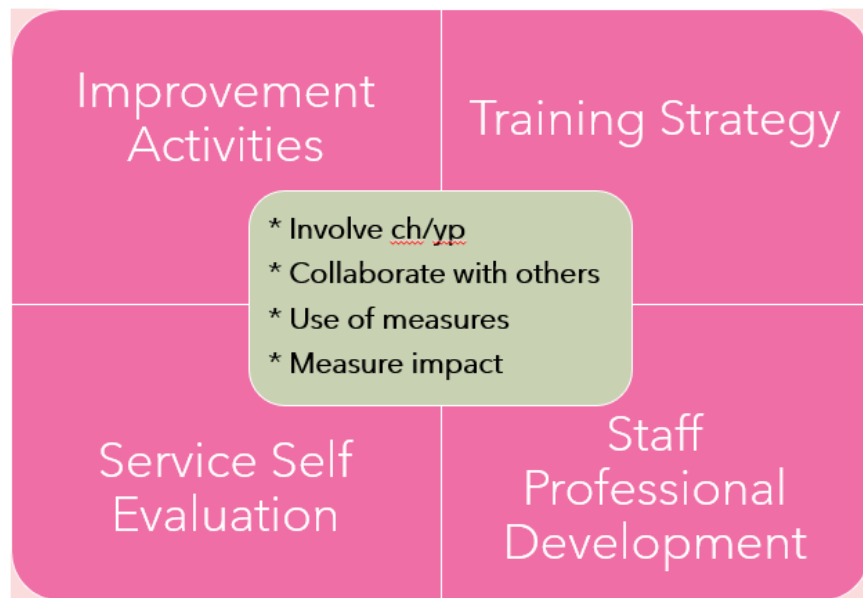 Improvement
Activities
Training Strategy
* Involve ch/yp
* Collaborate with others
* Use of measures
* Measure impact
Service Self
Evaluation
Staff
Professional
Development